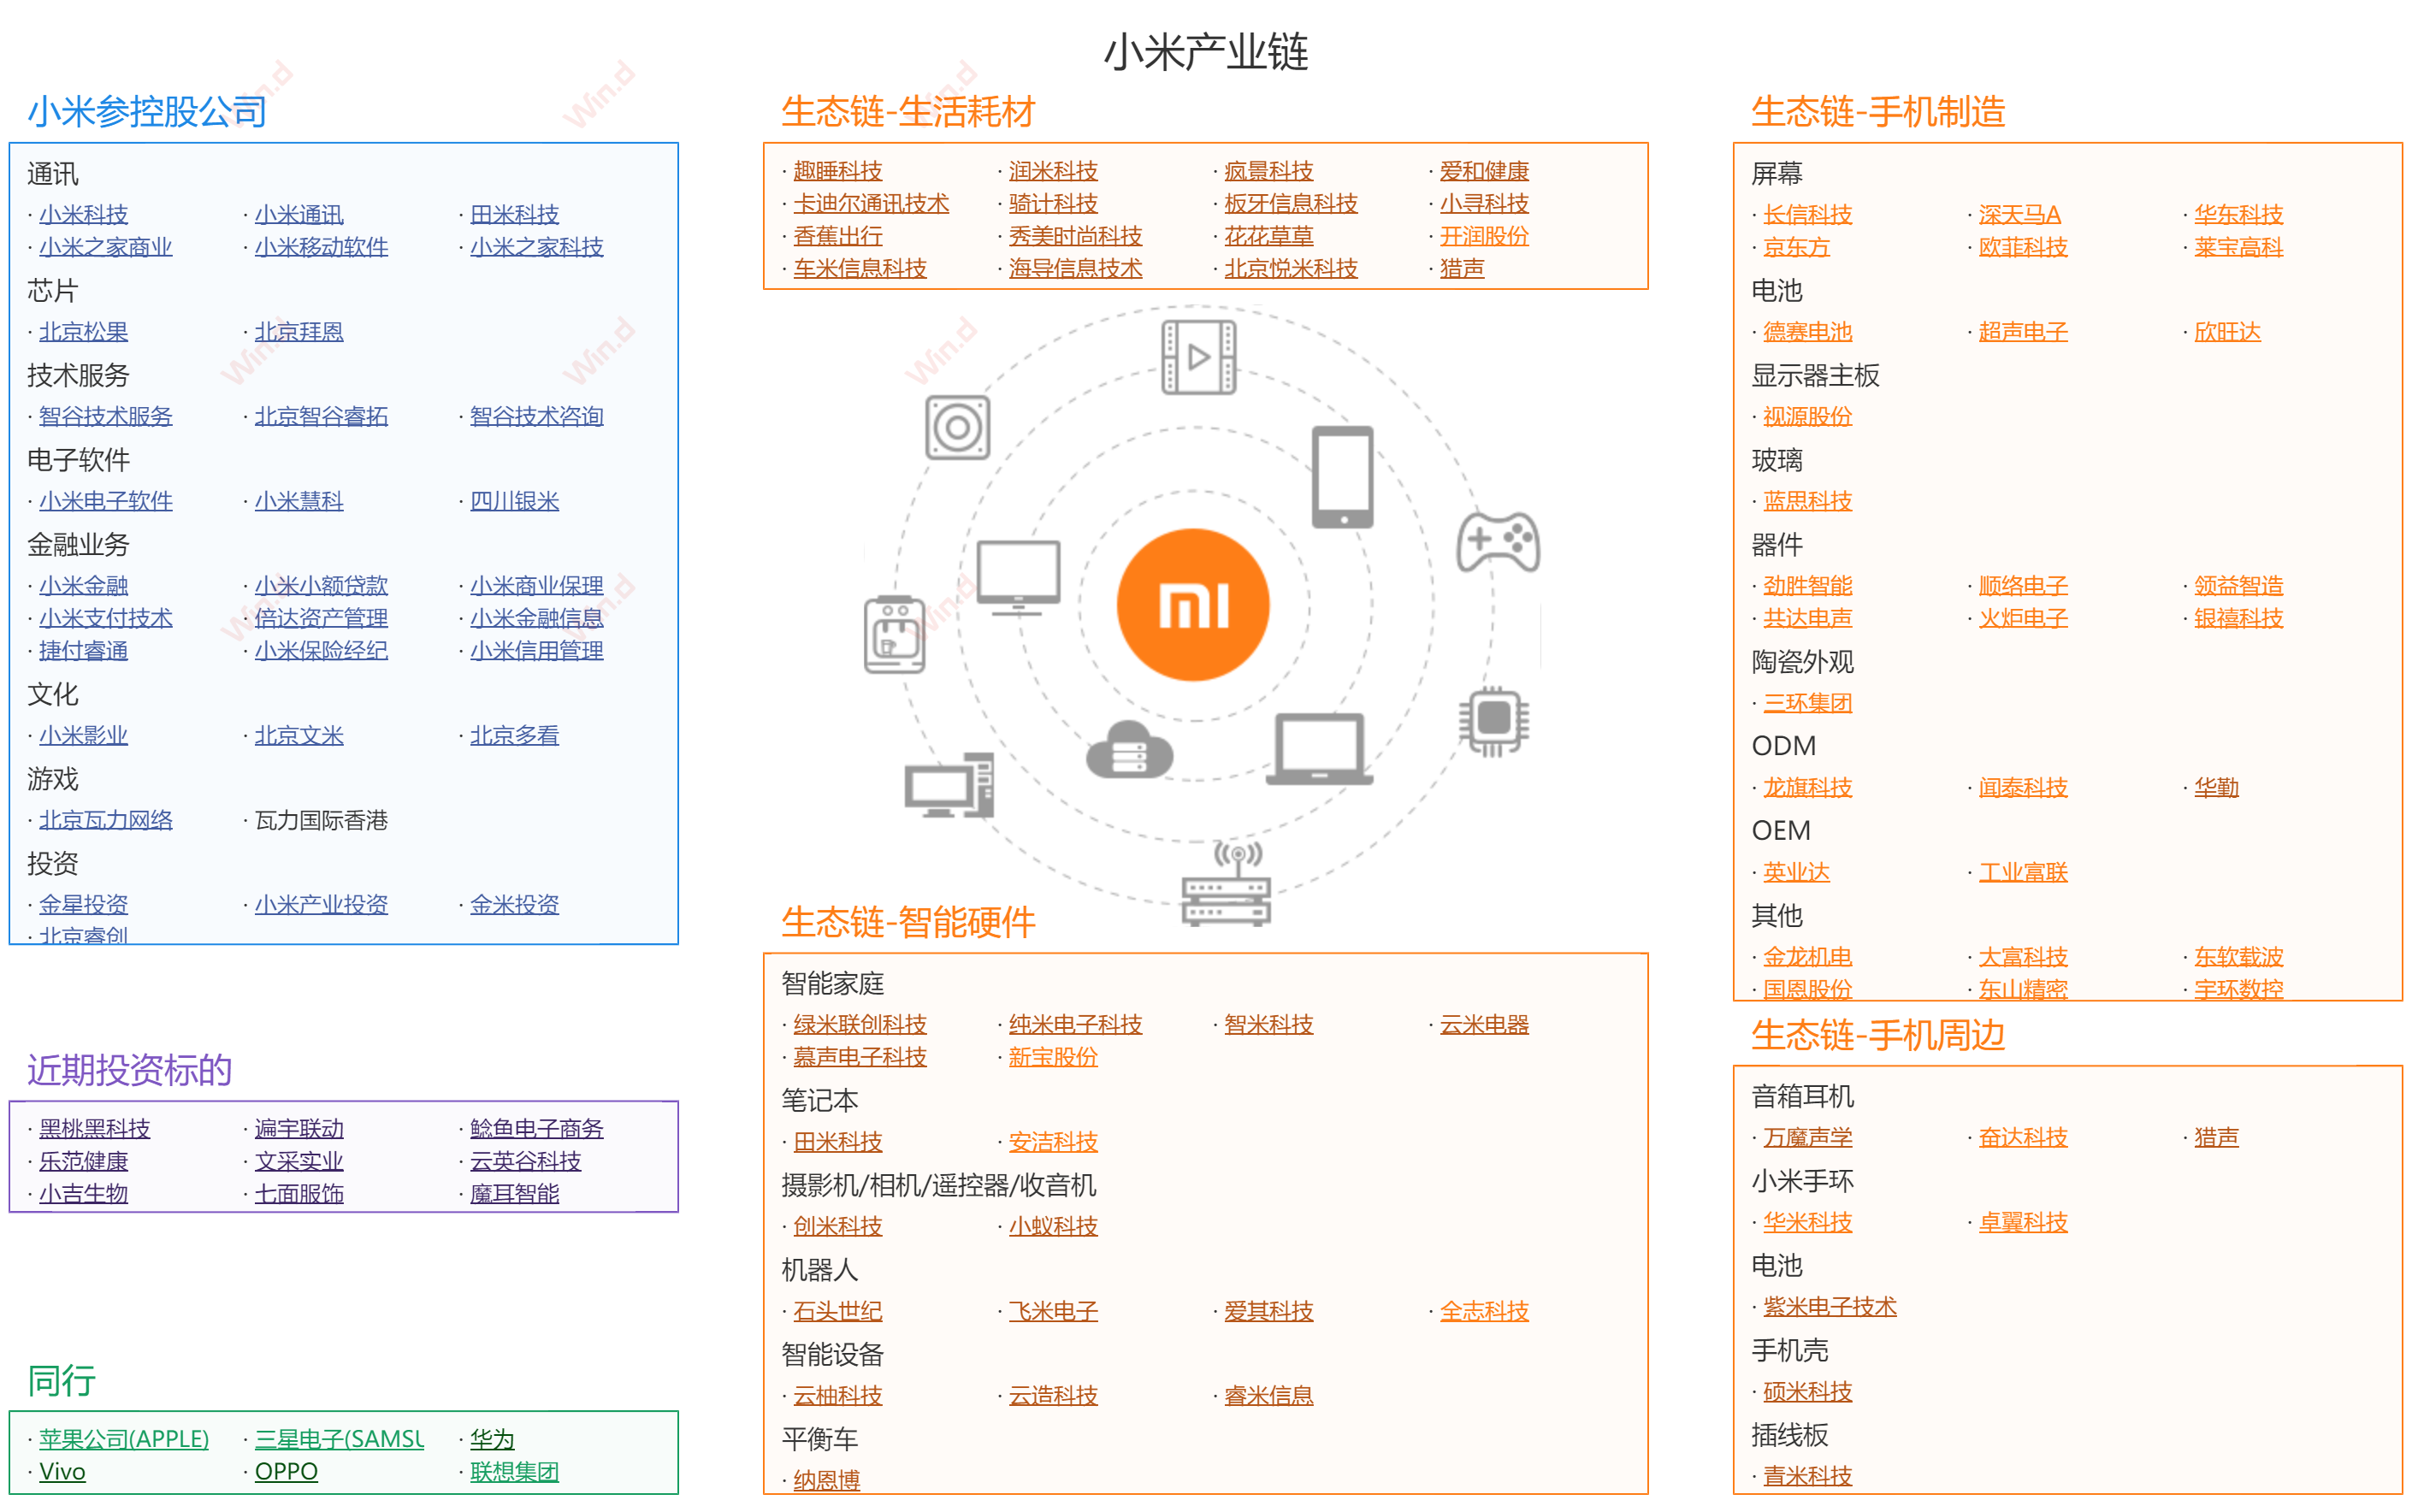 小米产业链
小米参控股公司
通讯
· 小米科技 · 小米通讯 · 田米科技
· 小米之家商业 · 小米移动软件 · 小米之家科技
芯片
· 北京松果 · 北京拜恩
技术服务
· 智谷技术服务 · 北京智谷睿拓 · 智谷技术咨询
电子软件
· 小米电子软件 · 小米慧科 · 四川银米
金融业务
· 小米金融 · 小米小额贷款 · 小米商业保理
· 小米支付技术 · 倍达资产管理 · 小米金融信息
· 捷付睿通 · 小米保险经纪 · 小米信用管理
文化
· 小米影业 · 北京文米 · 北京多看
游戏
· 北京瓦力网络 · 瓦力国际香港
投资
· 金星投资 · 小米产业投资 · 金米投资
· 北京睿创
近期投资标的
· 黑桃黑科技 · 遍宇联动 · 鲶鱼电子商务
· 乐范健康 · 文采实业 · 云英谷科技
· 小吉生物 · 七面服饰 · 魔耳智能
同行
· 苹果公司(APPLE) · 三星电子(SAMSU · 华为
· Vivo · OPPO · 联想集团
生态链-生活耗材
· 趣睡科技 · 润米科技 · 疯景科技 · 爱和健康
· 卡迪尔通讯技术 · 骑计科技 · 板牙信息科技 · 小寻科技
· 香蕉出行 · 秀美时尚科技 · 花花草草 · 开润股份
· 车米信息科技 · 海导信息技术 · 北京悦米科技 · 猎声
生态链-智能硬件
智能家庭
· 绿米联创科技 · 纯米电子科技 · 智米科技 · 云米电器
· 慕声电子科技 · 新宝股份
笔记本
· 田米科技 · 安洁科技
摄影机/相机/遥控器/收音机
· 创米科技 · 小蚁科技
机器人
· 石头世纪 · 飞米电子 · 爱其科技 · 全志科技
智能设备
· 云柚科技 · 云造科技 · 睿米信息
平衡车
· 纳恩博
生态链-手机制造
屏幕
· 长信科技 · 深天马A · 华东科技
· 京东方 · 欧菲科技 · 莱宝高科
电池
· 德赛电池 · 超声电子 · 欣旺达
显示器主板
· 视源股份
玻璃
· 蓝思科技
器件
· 劲胜智能 · 顺络电子 · 领益智造
· 共达电声 · 火炬电子 · 银禧科技
陶瓷外观
· 三环集团
ODM
· 龙旗科技 · 闻泰科技 · 华勤
OEM
· 英业达 · 工业富联
其他
· 金龙机电 · 大富科技 · 东软载波
· 国恩股份 · 东山精密 · 宇环数控
生态链-手机周边
音箱耳机
· 万魔声学 · 奋达科技 · 猎声
小米手环
· 华米科技 · 卓翼科技
电池
· 紫米电子技术
手机壳
· 硕米科技
插线板
· 青米科技
Win.d
Win.d
Win.d
Win.d
Win.d
Win.d
Win.d
Win.d
Win.d